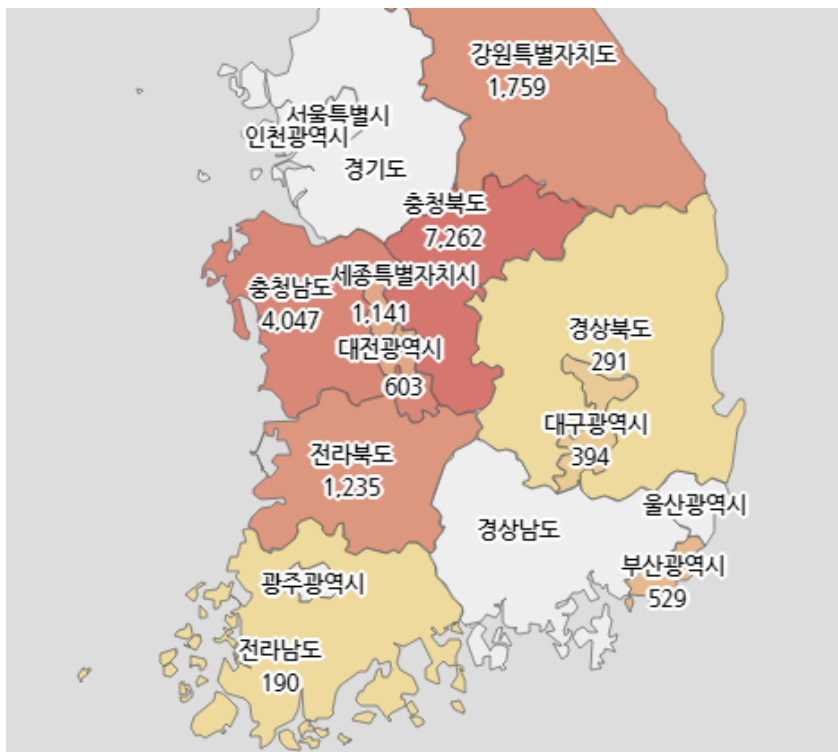 강원특별자치도
1,759
서울특별시
인천광역시
경기도
충청북도
7,262
세종특별자치시
1,141
충청남도
4,047
대전광역시
603
경상북도
291
대구광역시
394
전라북도
1,235
울산광역시
경상남도
부산광역시
529
광주광역시
전라남도
190